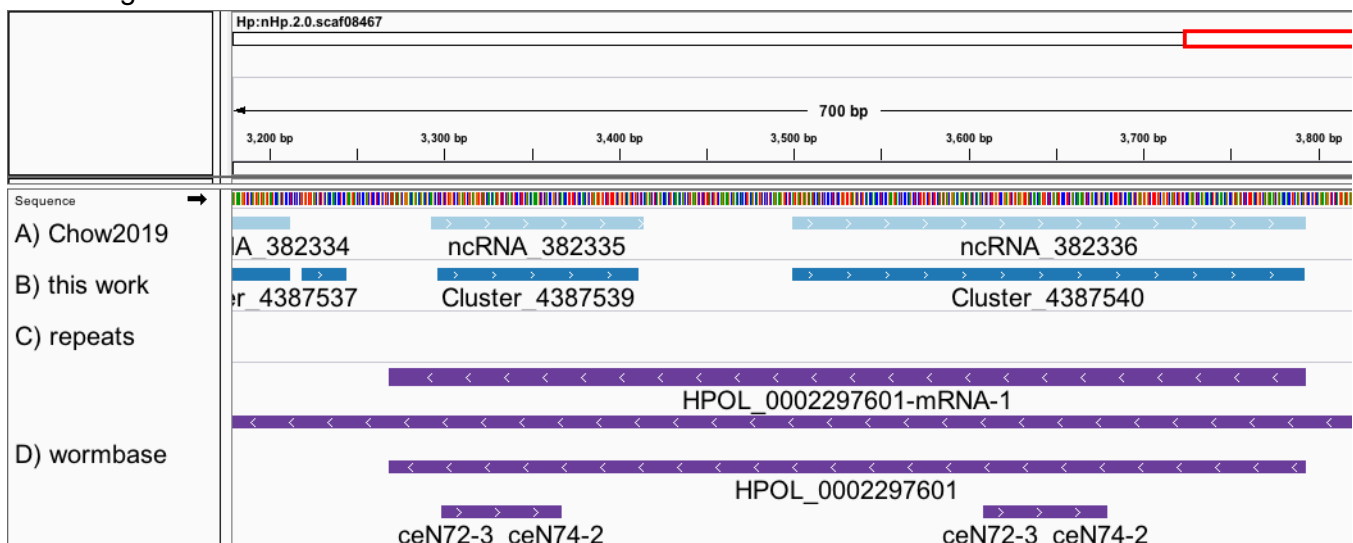 Hp:nHp.2.0.scaf08467
700 bp
3,200 bp 3,300 bp 3,400 bp 3,500 bp 3,600 bp 3,700 bp 3,800 bp
Sequence
A) Chow2019
IA_382334 ncRNA_382335 ncRNA_382336
B) this work
er_4387537 Cluster_4387539 Cluster_4387540
C) repeats
HPOL_0002297601-mRNA-1
D) wormbase
HPOL_0002297601
ceN72-3_ceN74-2 ceN72-3_ceN74-2